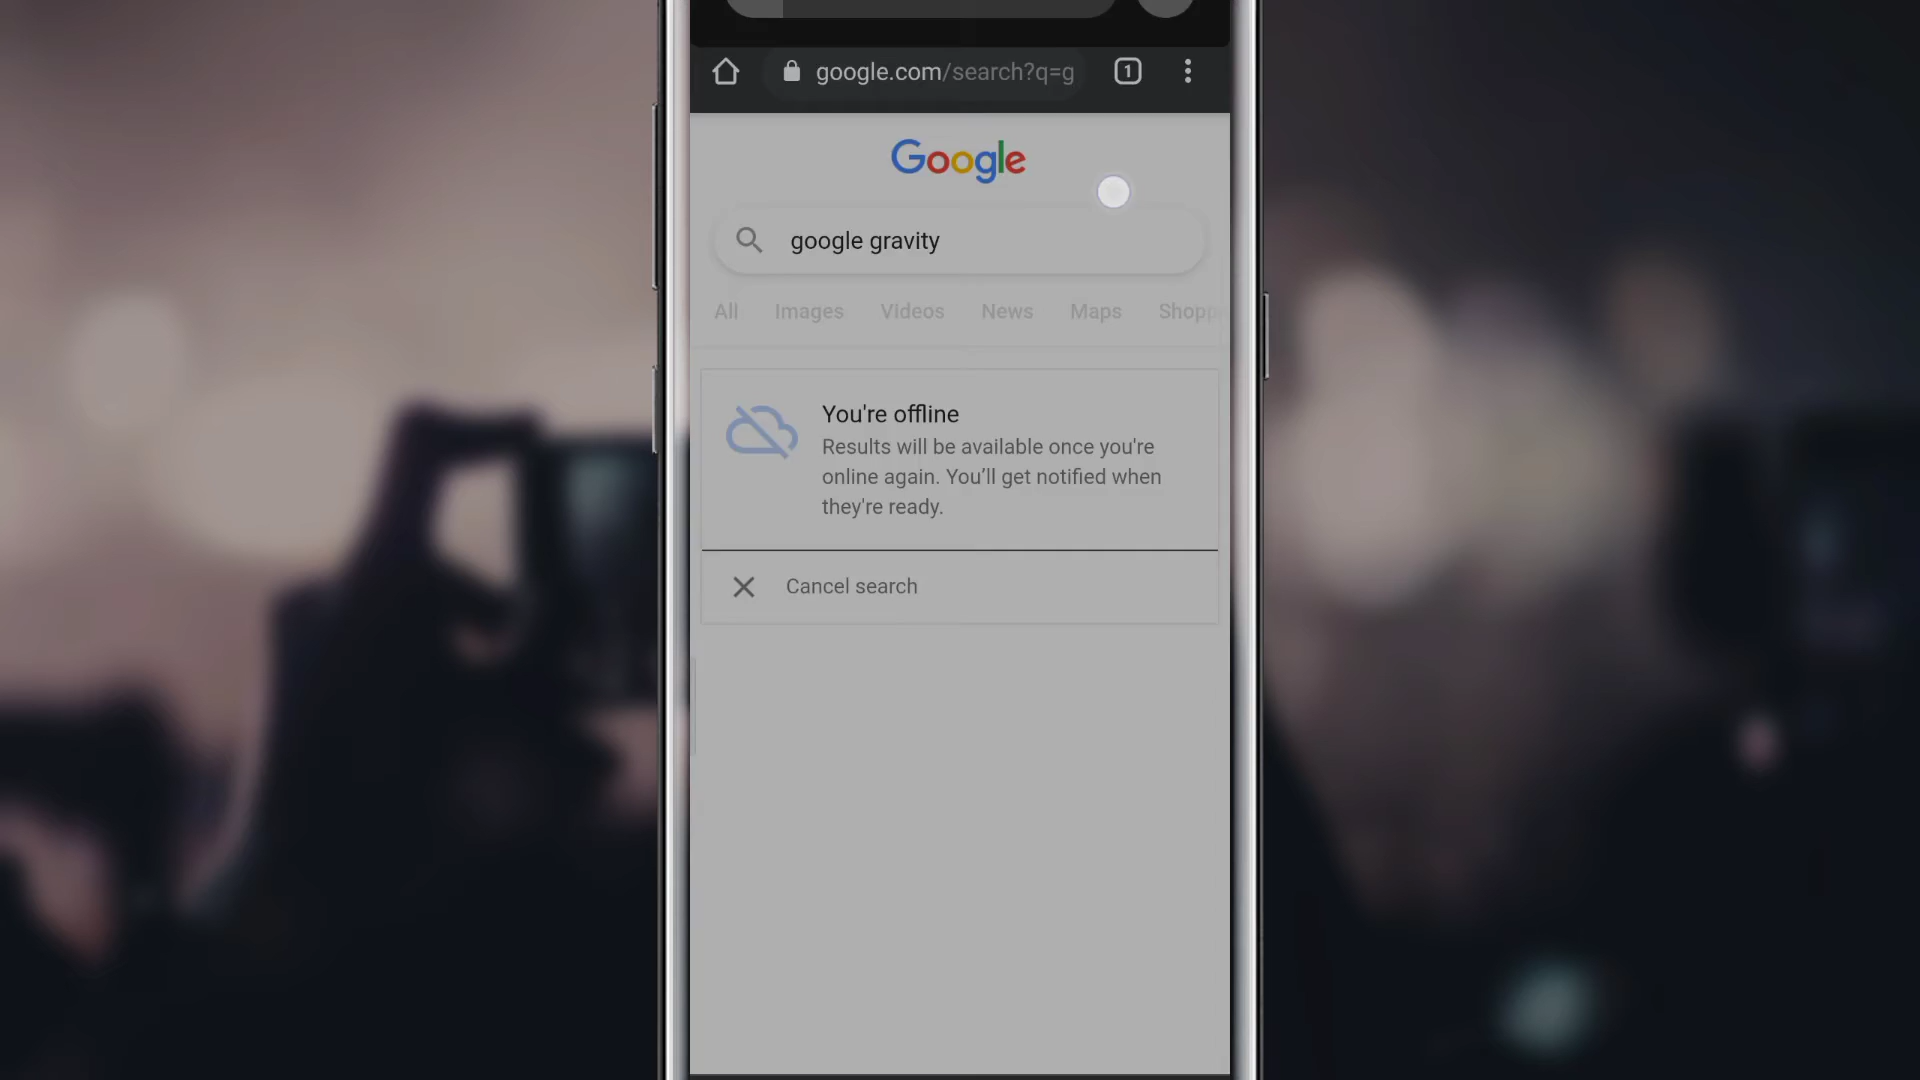 google.com/search?q=g
1
Google
google gravity
All Images Videos News Maps
You're offline
Results will be available once you're
online again. You'll get notified when
they're ready.
Cancel search